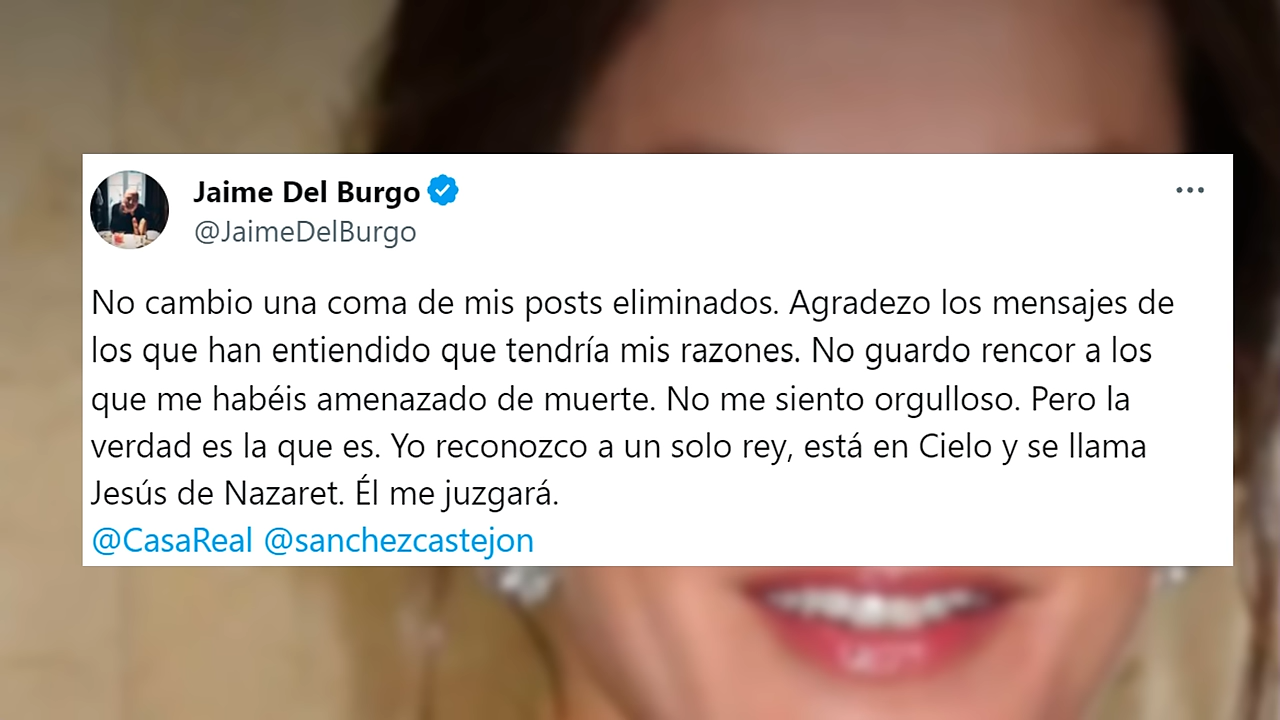 Jaime Del Burgo
@JaimeDelBurgo
No cambio una coma de mis posts eliminados. Agradezo los mensajes de
los que han entiendido que tendría mis razones. No guardo rencor a los
que me habéis amenazado de muerte. No me siento orgulloso. Pero la
verdad es la que es. Yo reconozco a un solo rey, está en Cielo y se llama
Jesús de Nazaret. Él me juzgará.
@CasaReal @sanchezcastejon